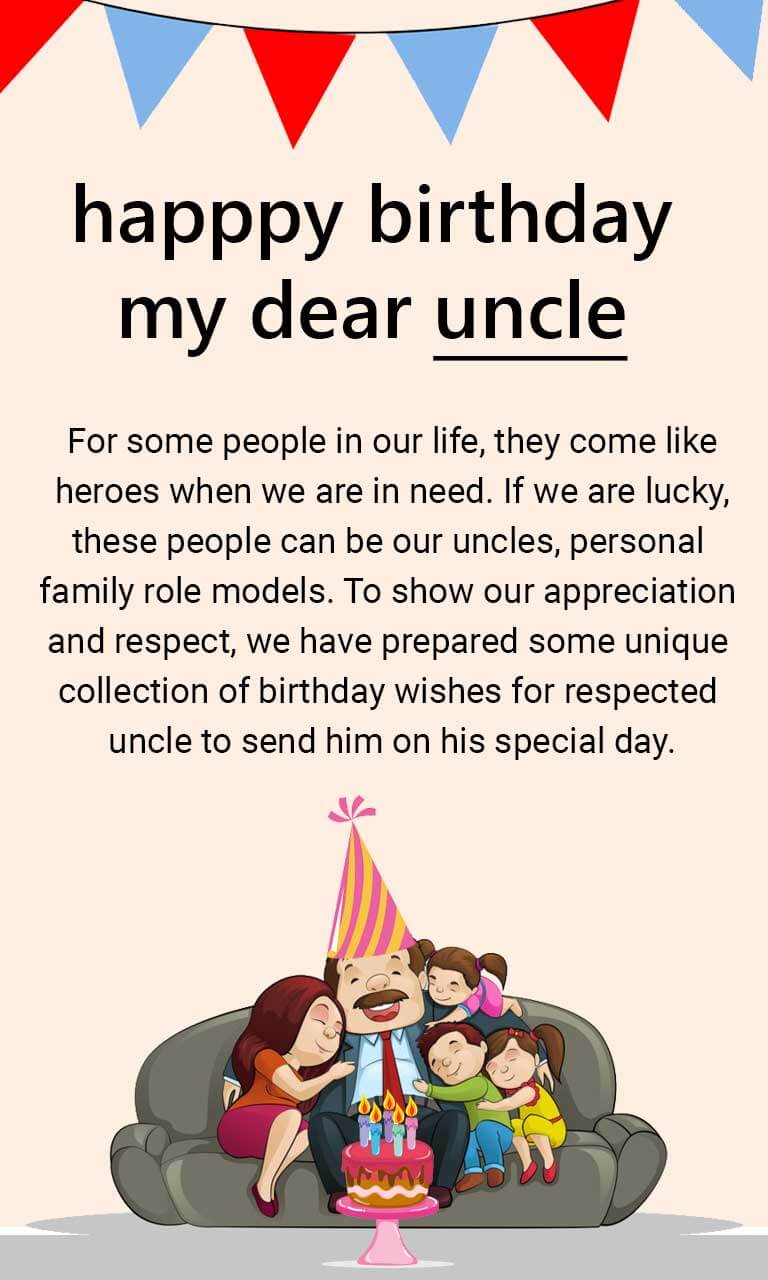 happpy birthday
my dear uncle
For some people in our life, they come like
heroes when we are in need. If we are lucky,
these people can be our uncles, personal
family role models. To show our appreciation
and respect, we have prepared some unique
collection of birthday wishes for respected
uncle to send him on his special day.